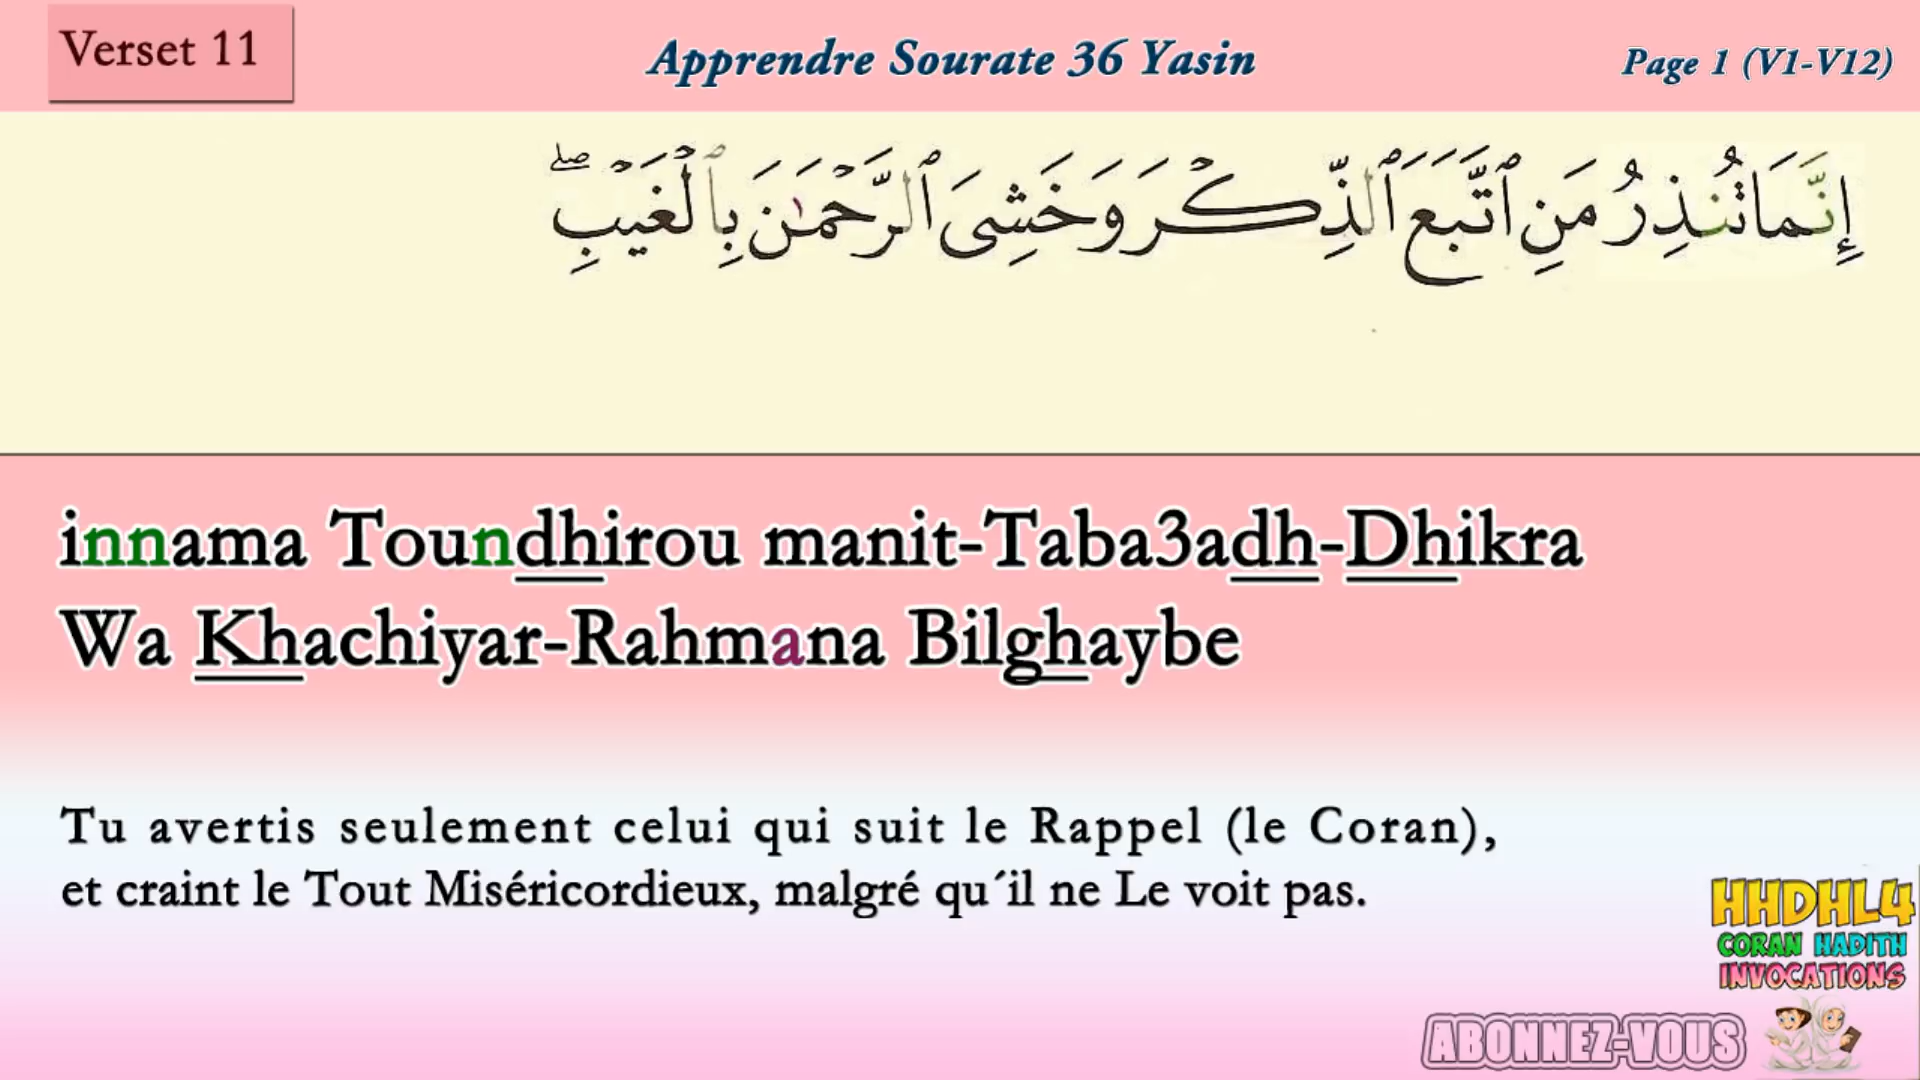 Verset 11
Apprendre Sourate 36 Yasin
Page 1 (V1-V12)
إِنَّمَا تُنذِرُ مَنِ ٱتَّبَعَ ٱلذِّكْرَ وَخَشِىَ ٱلرَّحْمَـٰنَ بِٱلْغَيْبِ ۖ
innama Toundhirou manit-Taba3adh-Dhikra
Wa Khachiyar-Rahmana Bilghaybe
Tu avertis seulement celui qui suit le Rappel (le Coran),
et craint le Tout Miséricordieux, malgré qu´il ne Le voit pas.
HHDHL4
CORAN HADITH
INVOCATIONS
ABONNEZ-VOUS